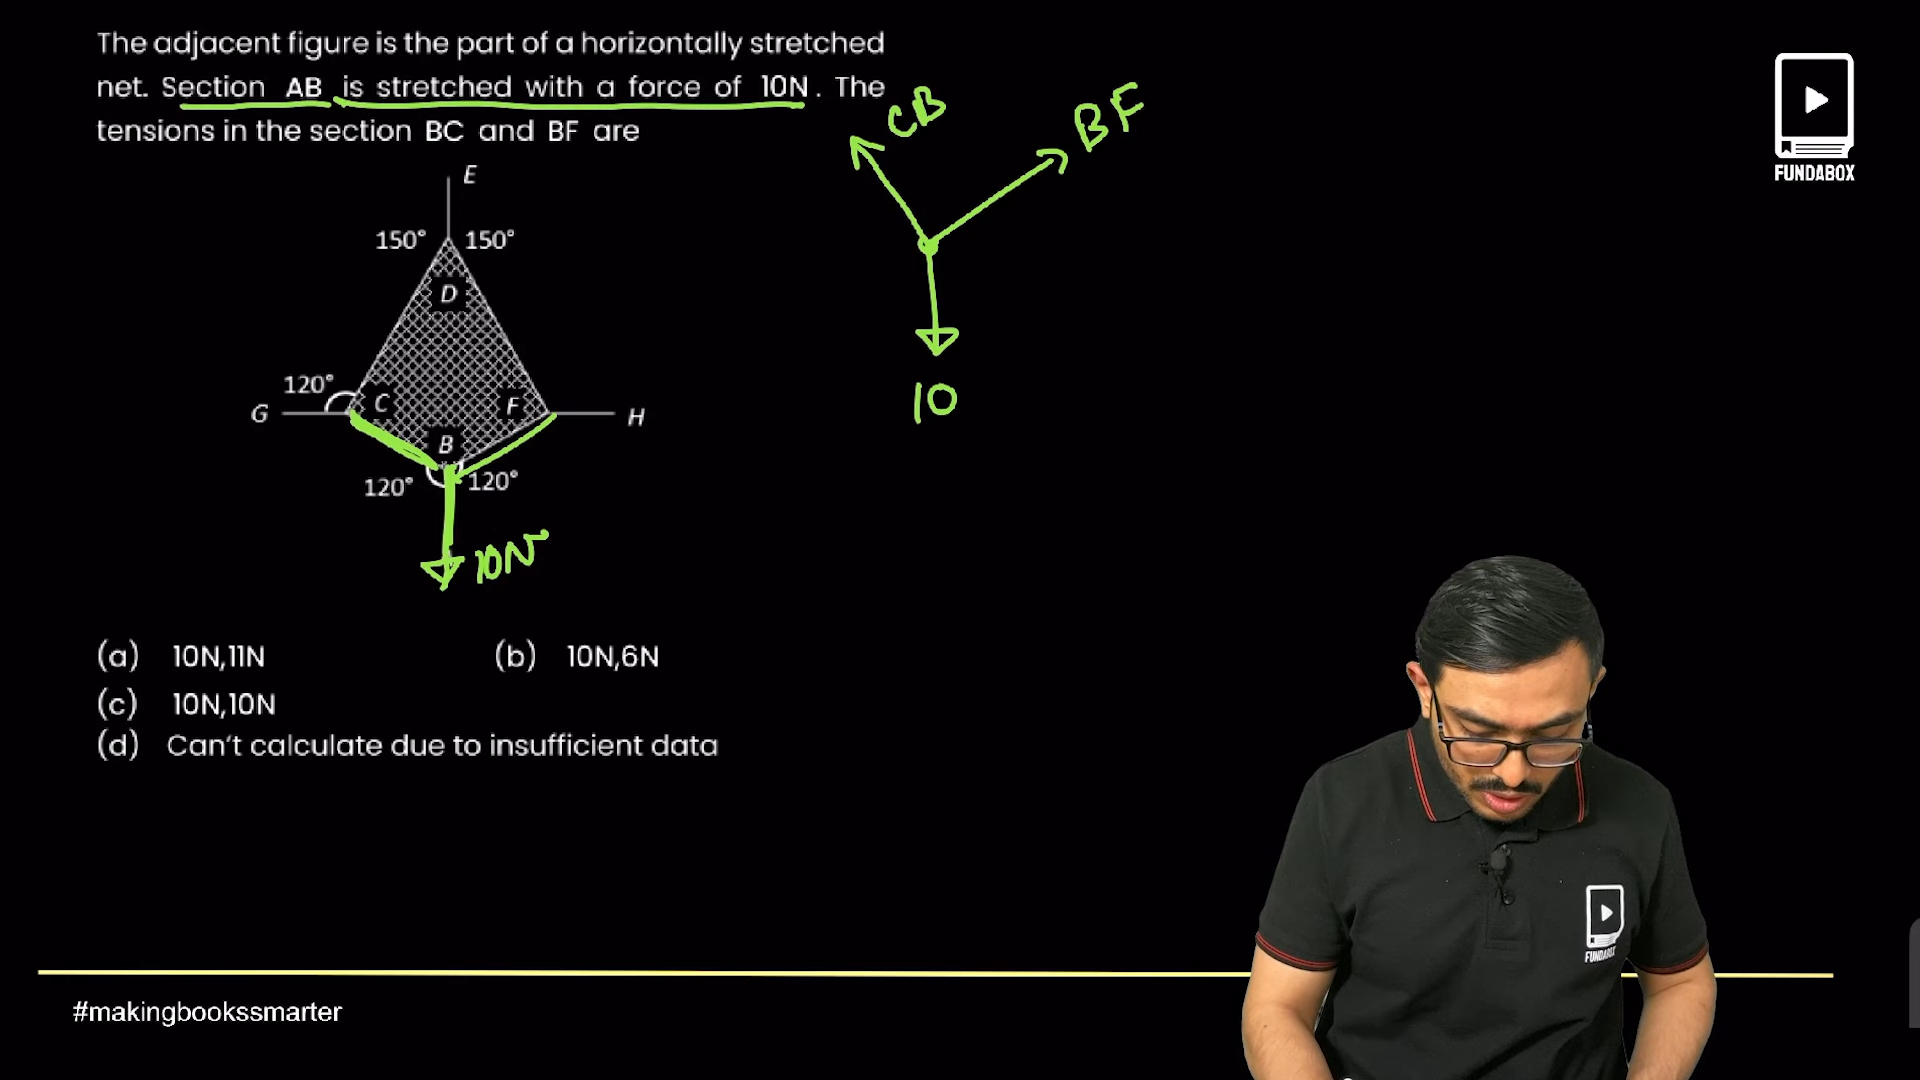 The adjacent figure is the part of a horizontally stretched
net. Section AB is stretched with a force of 10N. The
tensions in the section BC and BF are
CB
BF
FUNDABOX
E
150° 150°
D
120°
G C F H
B
120° 120°
10N
10
(a) 10N,11N (b) 10N,6N
(c) 10N,10N
(d) Can't calculate due to insufficient data
FUNDABOX
#makingbookssmarter